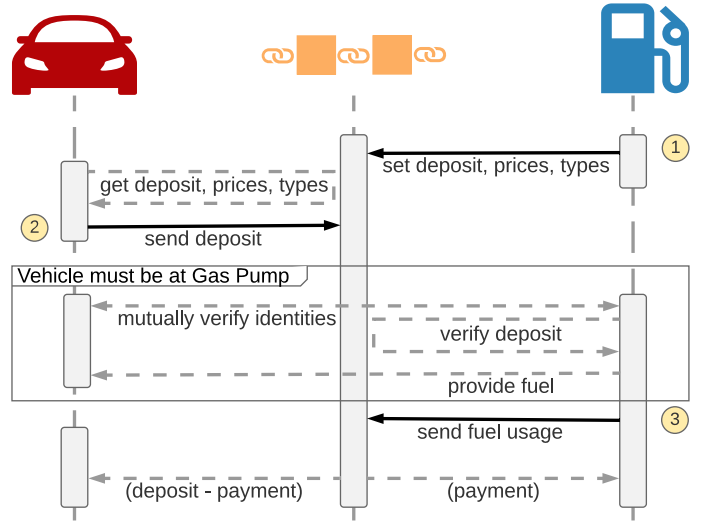 1
set deposit, prices, types
get deposit, prices, types
2
send deposit
Vehicle must be at Gas Pump
mutually verify identities
verify deposit
provide fuel
3
send fuel usage
(deposit - payment)
(payment)